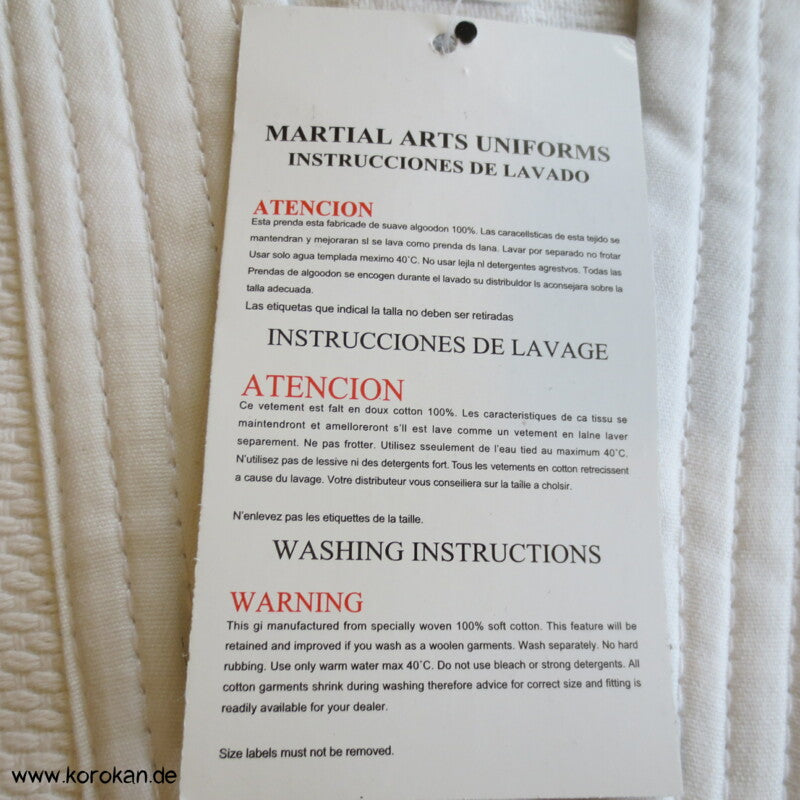 MARTIAL ARTS UNIFORMS
INSTRUCCIONES DE LAVADO
ATENCION
Esta prenda esta fabricade de suave algoodon 100%. Las caracellsticas de esta tejido se
mantendran y mejoraran sl se lava como prenda ds lana. Lavar por separado no frotar
Usar solo agua templada meximo 40˚C. No usar lejla nl detergentes agrestvos. Todas las
Prendas de algoodon se encogen durante el lavado su distribuldor ls aconsejara sobre la
talla adecuada.
Las etiquetas que indical la talla no deben ser retiradas
INSTRUCCIONES DE LAVAGE
ATENCION
Ce vetement est falt en doux cotton 100%. Les caracteristiques de ca tissu se
maintendront et amelloreront s'll est lave comme un vetement en lalne laver
separement. Ne pas frotter. Utilizez sseulement de l'eau tied au maximum 40˚C.
N'utilizez pas de lessive ni des detergents fort. Tous les vetements en cotton retrecissent
a cause du lavage. Votre distributeur vous conseiliera sur la tailie a cholsir.
N'enlevez pas les etiquettes de la taille.
WASHING INSTRUCTIONS
WARNING
This gi manufactured from specially woven 100% soft cotton. This feature will be
retained and improved if you wash as a woolen garments. Wash separately. No hard
rubbing. Use only warm water max 40˚C. Do not use bleach or strong detergents. All
cotton garments shrink during washing therefore advice for correct size and fitting is
readily available for your dealer.
Size labels must not be removed.
www.korokan.de